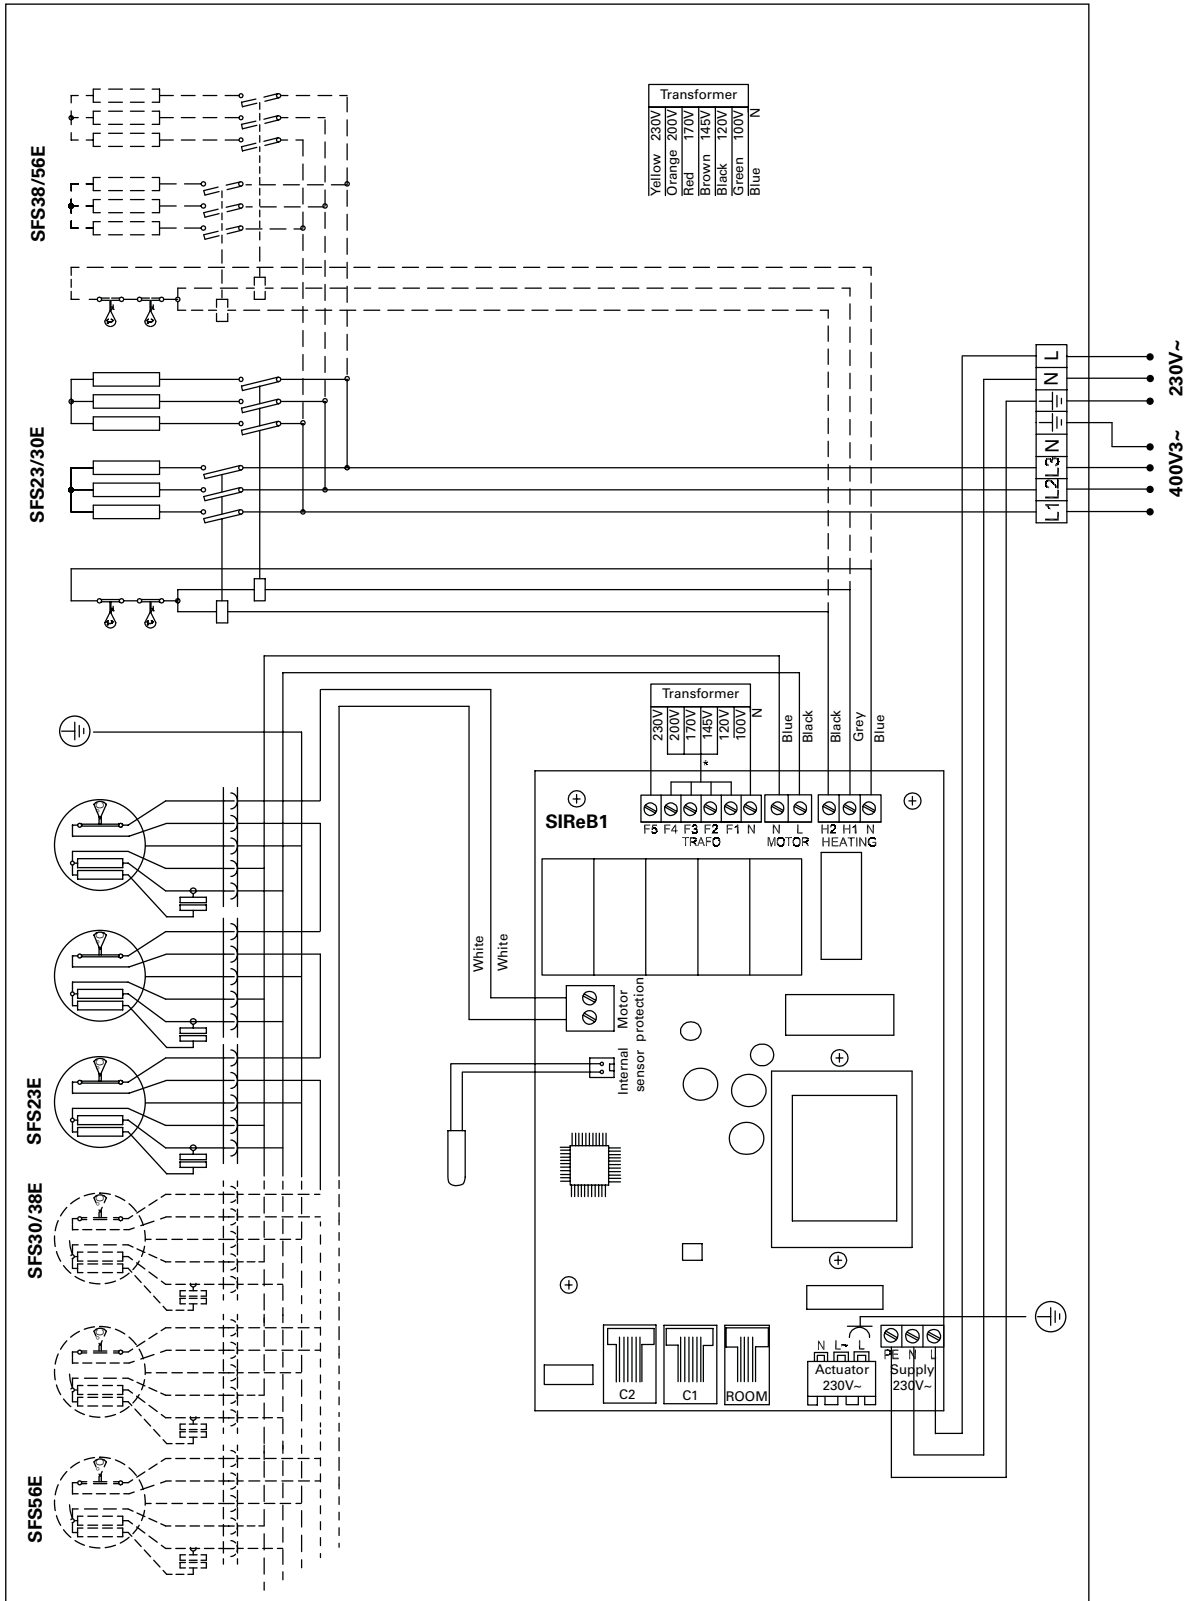 SFS38/56E
Transformer
Yellow 230V
Orange 200V
Red 170V
Brown 145V
Black 120V
Green 100V
Blue N
SFS23/30E
L
N
N
L3
L2
L1
230V~
400V3~
Transformer
230V
200V
170V
145V
120V
100V
N
*
Blue
Black
Black
Grey
Blue
SIReB1
F5 F4 F3 F2 F1 N
TRAFO
N L
MOTOR
H2 H1 N
HEATING
White
White
Motor
protection
Internal
sensor
SFS23E
SFS30/38E
SFS56E
C2
C1
ROOM
N L~ L
Actuator
230V~
PE N L
Supply
230V~